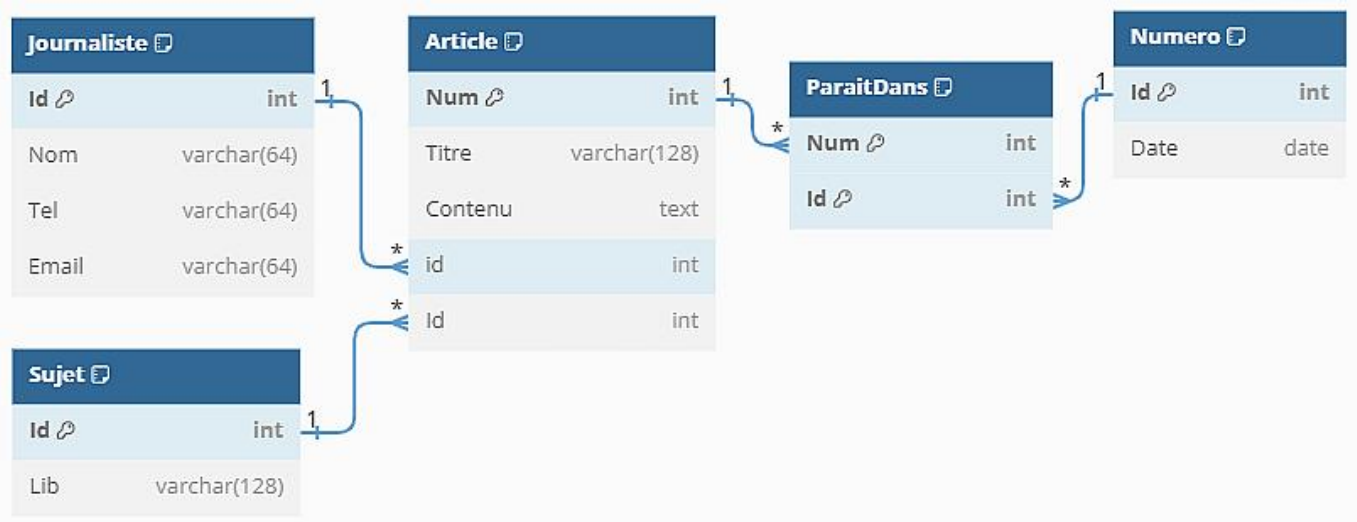 Journaliste
Id int
Nom varchar(64)
Tel varchar(64)
Email varchar(64)
1
*
Sujet
Id int
Lib varchar(128)
1
*
Article
Num int
Titre varchar(128)
Contenu text
id int
Id int
1
*
ParaitDans
Num int
Id int
*
1
Numero
Id int
Date date